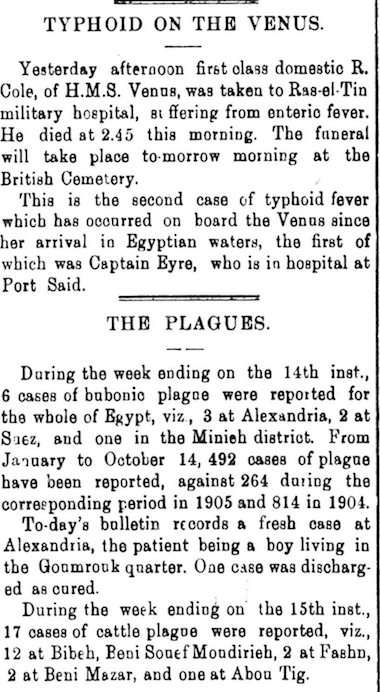 TYPHOID ON THE VENUS.
Yesterday afternoon first class domestic R.
Cole, of H.M.S. Venus, was taken to Ras-el-Tin
military hospital, suffering from enteric fever.
He died at 2.45 this morning. The funeral
will take place to-morrow morning at the
British Cemetery.
This is the second case of typhoid fever
which has occurred on board the Venus since
her arrival in Egyptian waters, the first of
which was Captain Eyre, who is in hospital at
Port Said.
THE PLAGUES.
During the week ending on the 14th inst.,
6 cases of bubonic plague were reported for
the whole of Egypt, viz., 3 at Alexandria, 2 at
Suez, and one in the Minieh district. From
January to October 14, 492 cases of plague
have been reported, against 264 during the
corresponding period in 1905 and 814 in 1904.
To-day's bulletin records a fresh case at
Alexandria, the patient being a boy living in
the Goumrouk quarter. One case was discharg-
ed as cured.
During the week ending on the 15th inst.,
17 cases of cattle plague were reported, viz.,
12 at Bibeh, Beni Souef Moudirieh, 2 at Fashn,
2 at Beni Mazar, and one at Abou Tig.